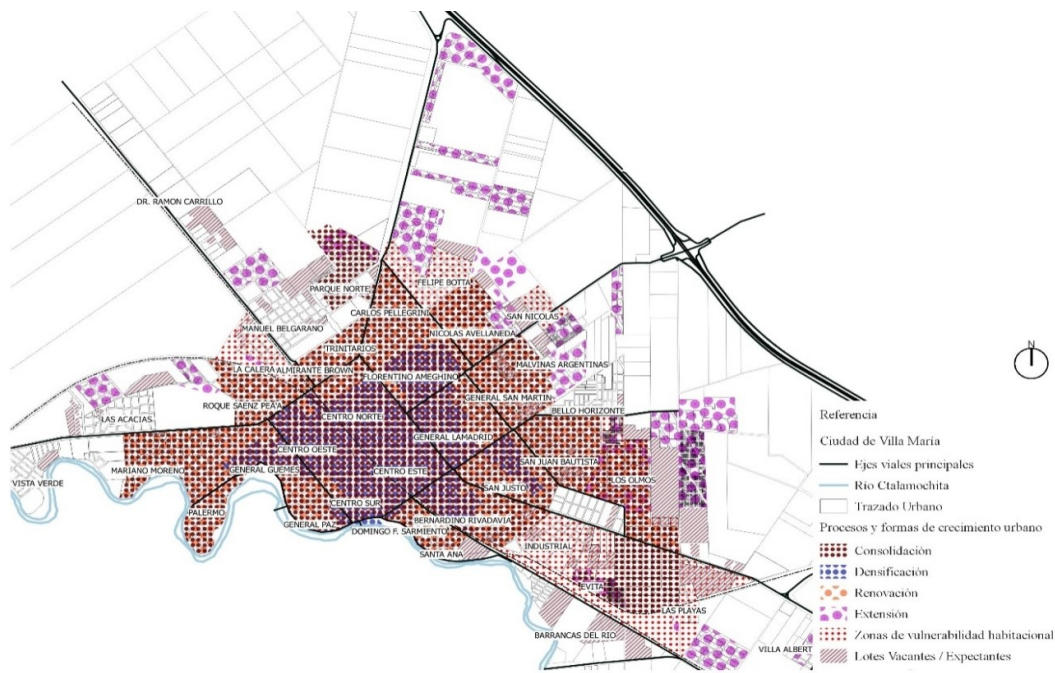 DR. RAMON CARRILLO
PARQUE NORTE
FELIPE BOTTA
CARLOS PELLEGRINI
SAN NICOLAS
MANUEL BELGRANO
NICOLAS AVELLANEDA
TRINITARIOS
LA CALERA
ALMIRANTE BROWN
MALVINAS ARGENTINAS
FLORENTINO AMEGHINO
ROQUE SAENZ PEA'A
GENERAL SAN MARTIN
LAS ACACIAS
CENTRO NORTE
BELLO HORIZONTE
GENERAL LAMADRID
CENTRO OESTE
MARIANO MORENO
GENERAL GUEMES
CENTRO ESTE
SAN JUAN BAUTISTA
VISTA VERDE
LOS OLMOS
SAN JUSTO
PALERMO
CENTRO SUR
GENERAL PAZ
BERNARDINO RIVADAVIA
DOMINGO F. SARMIENTO
SANTA ANA
INDUSTRIAL
EVITA
LAS PLAYAS
BARRANCAS DEL RIO
VILLA ALBERT
N
Referencia
Ciudad de Villa María
Ejes viales principales
Río Ctalamochita
Trazado Urbano
Procesos y formas de crecimiento urbano
Consolidación
Densificación
Renovación
Extensión
Zonas de vulnerabilidad habitacional
Lotes Vacantes / Expectantes